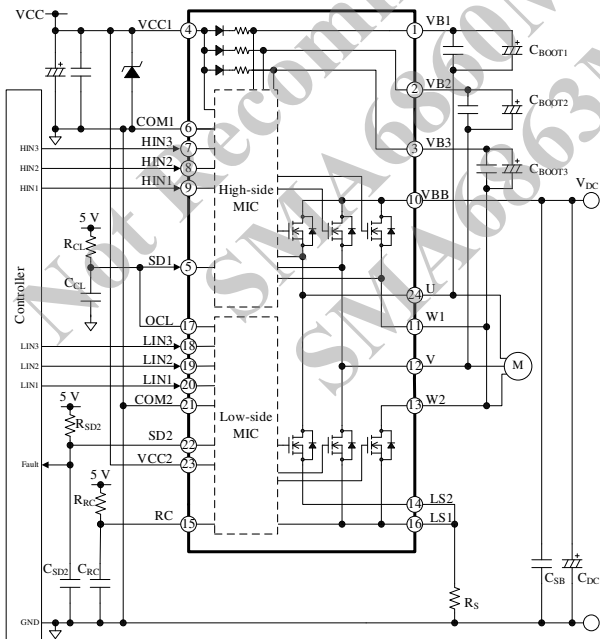 VCC
VCC1
4
1
VB1
CBOOT1
2
VB2
CBOOT2
COM1
6
HIN3
HIN3
7
3
VB3
HIN2
HIN2
8
CBOOT3
HIN1
HIN1
9
High-side
MIC
10
VBB
VDC
5 V
RCL
SD1
5
CCL
24
U
Controller
OCL
17
11
W1
LIN3
LIN3
18
LIN2
LIN2
19
12
V
M
LIN1
LIN1
20
COM2
21
13
W2
5 V
RSD2
Low-side
MIC
SD2
22
Fault
VCC2
23
5 V
RRC
14
LS2
RC
15
16
LS1
CSD2
CRC
RS
CSB
CDC
GND
Not Recomm
SMA6860M
SMA6863M